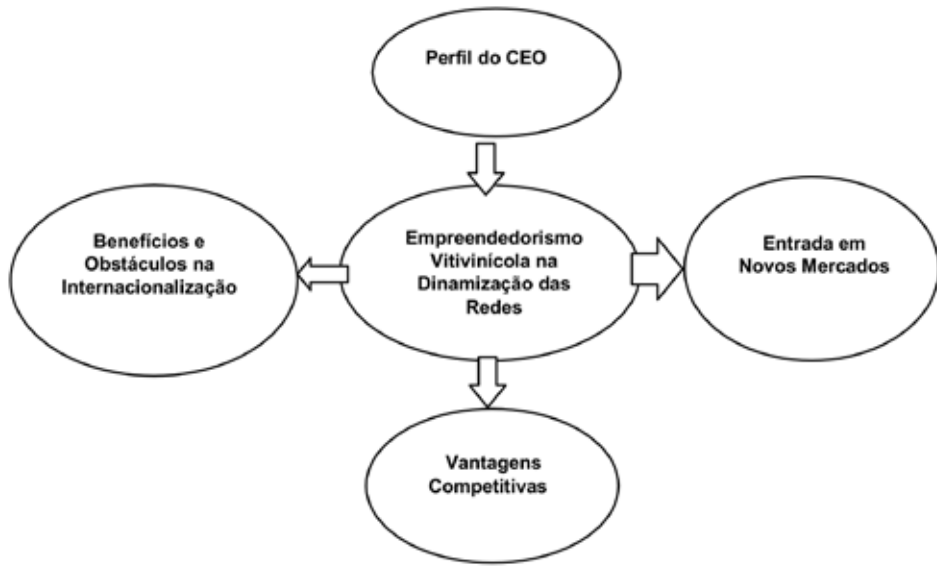 Perfil do CEO
Benefícios e
Obstáculos na
Internacionalização
Empreendedorismo
Vitivinícola na
Dinamização das
Redes
Entrada em
Novos Mercados
Vantagens
Competitivas